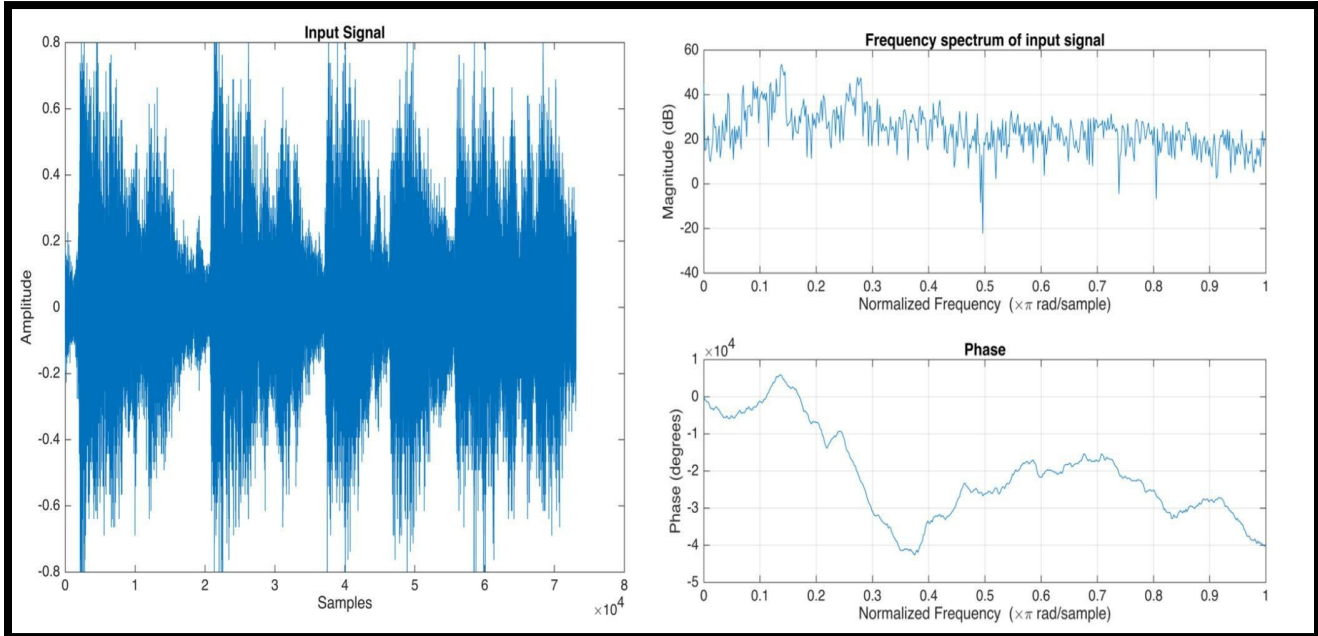 Input Signal
0.8
0.6
0.4
0.2
0
-0.2
-0.4
-0.6
-0.8
Amplitude
0 1 2 3 4 5 6 7 8
Samples
×10⁴
Frequency spectrum of input signal
60
40
20
0
-20
-40
Magnitude (dB)
0 0.1 0.2 0.3 0.4 0.5 0.6 0.7 0.8 0.9 1
Normalized Frequency (×π rad/sample)
Phase
×10⁴
1
0
-1
-2
-3
-4
-5
Phase (degrees)
0 0.1 0.2 0.3 0.4 0.5 0.6 0.7 0.8 0.9 1
Normalized Frequency (×π rad/sample)